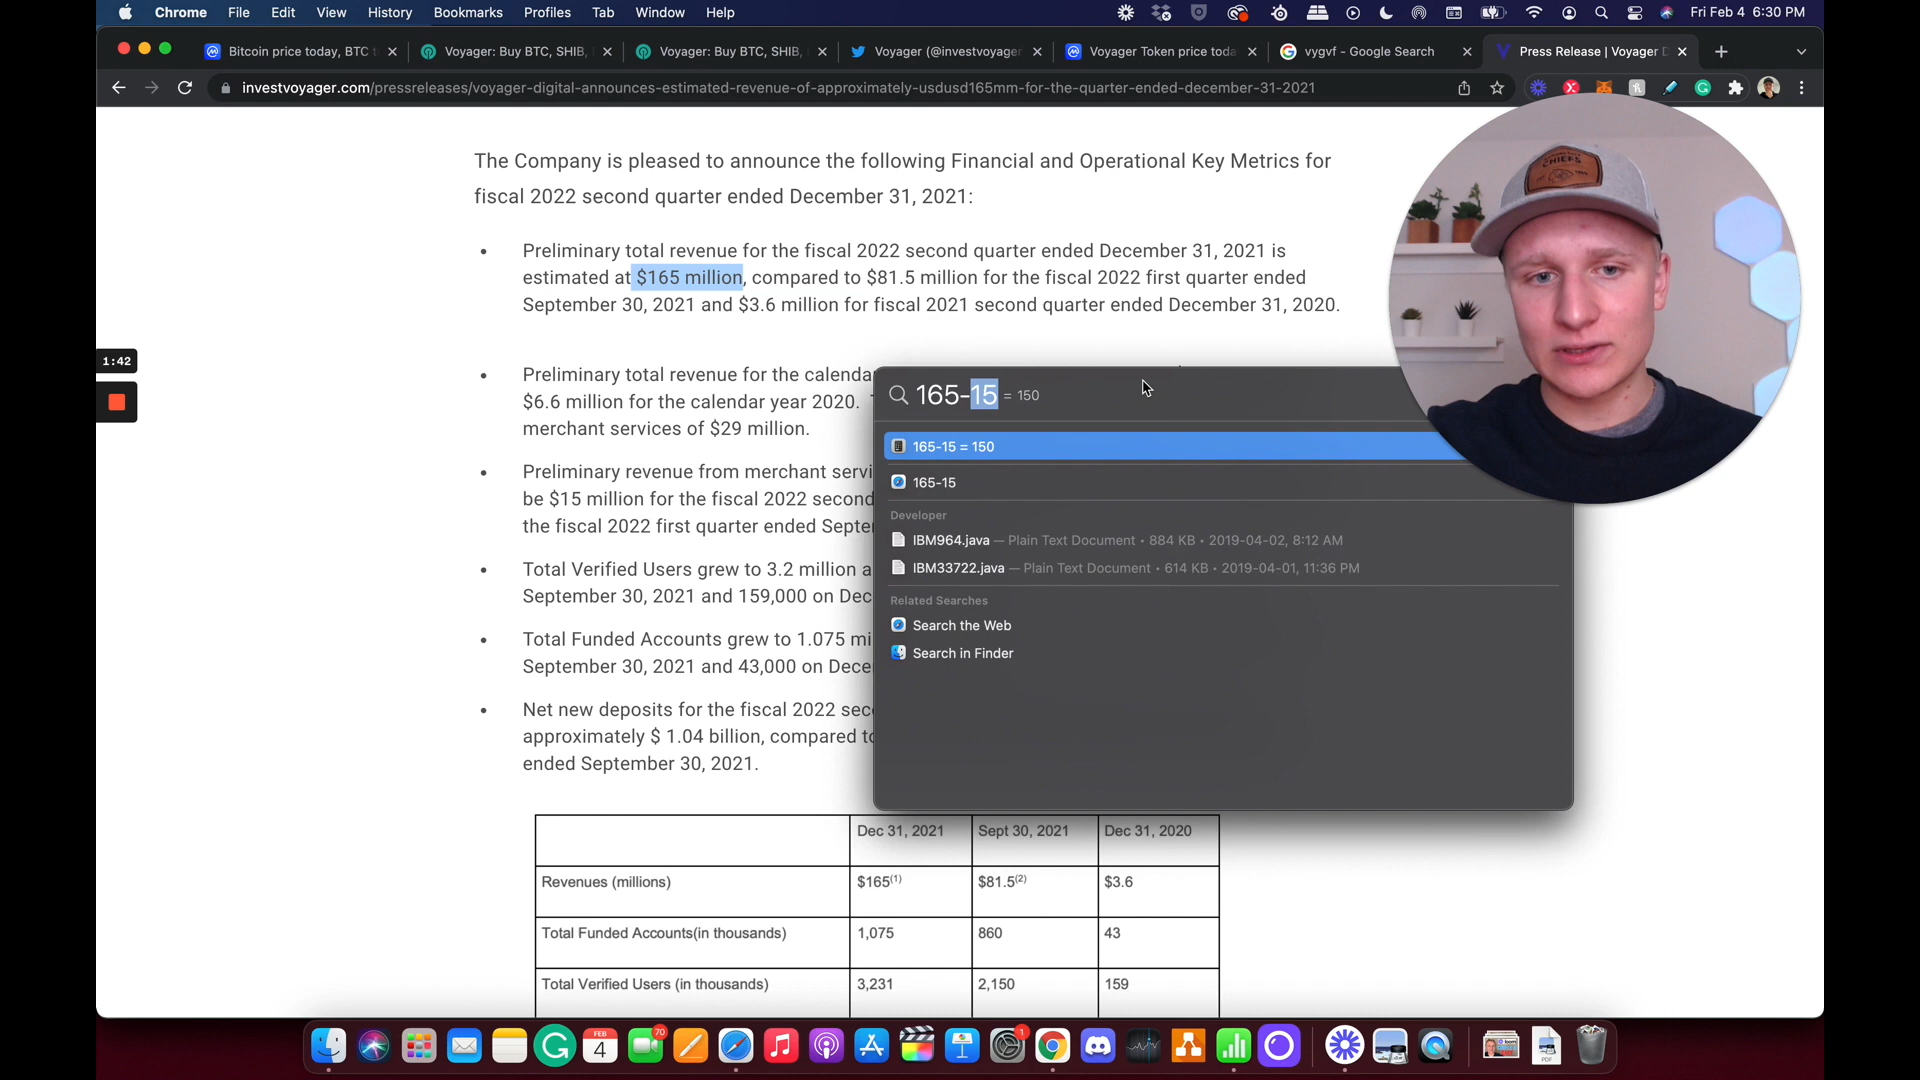 Chrome File Edit View History Bookmarks Profiles Tab Window Help Fri Feb 4 6:30 PM
Bitcoin price today, BTC Voyager: Buy BTC, SHIB, Voyager: Buy BTC, SHIB, Voyager (@investvoyager Voyager Token price toda vygvf - Google Search Press Release | Voyager D
investvoyager.com/pressreleases/voyager-digital-announces-estimated-revenue-of-approximately-usdusd165mm-for-the-quarter-ended-december-31-2021
The Company is pleased to announce the following Financial and Operational Key Metrics for
fiscal 2022 second quarter ended December 31, 2021:
• Preliminary total revenue for the fiscal 2022 second quarter ended December 31, 2021 is
estimated at $165 million, compared to $81.5 million for the fiscal 2022 first quarter ended
September 30, 2021 and $3.6 million for fiscal 2021 second quarter ended December 31, 2020.
1:42
• Preliminary total revenue for the calenda
$6.6 million for the calendar year 2020.
merchant services of $29 million.
• Preliminary revenue from merchant servi
be $15 million for the fiscal 2022 second
the fiscal 2022 first quarter ended Septe
• Total Verified Users grew to 3.2 million a
September 30, 2021 and 159,000 on Dec
• Total Funded Accounts grew to 1.075 mi
September 30, 2021 and 43,000 on Dece
• Net new deposits for the fiscal 2022 sec
approximately $ 1.04 billion, compared to
ended September 30, 2021.
165-15 = 150
165-15 = 150
165-15
Developer
IBM964.java — Plain Text Document • 884 KB • 2019-04-02, 8:12 AM
IBM33722.java — Plain Text Document • 614 KB • 2019-04-01, 11:36 PM
Related Searches
Search the Web
Search in Finder
Dec 31, 2021 Sept 30, 2021 Dec 31, 2020
Revenues (millions) $165(1) $81.5(2) $3.6
Total Funded Accounts(in thousands) 1,075 860 43
Total Verified Users (in thousands) 3,231 2,150 159
CHIEFS
FEB
4
70
1